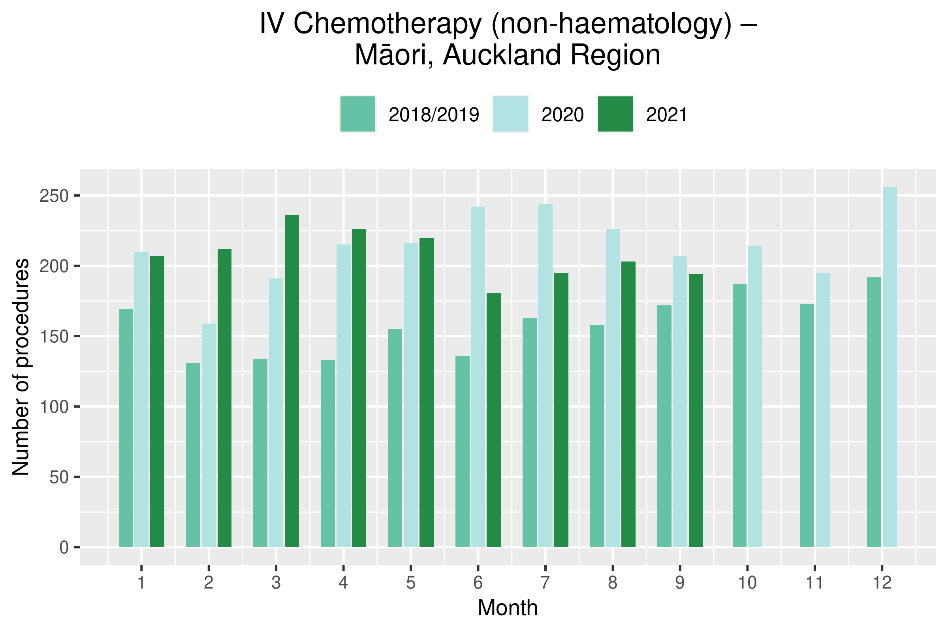 IV Chemotherapy (non-haematology) –
Māori, Auckland Region
2018/2019 2020 2021
Number of procedures
250
200
150
100
50
0
1 2 3 4 5 6 7 8 9 10 11 12
Month